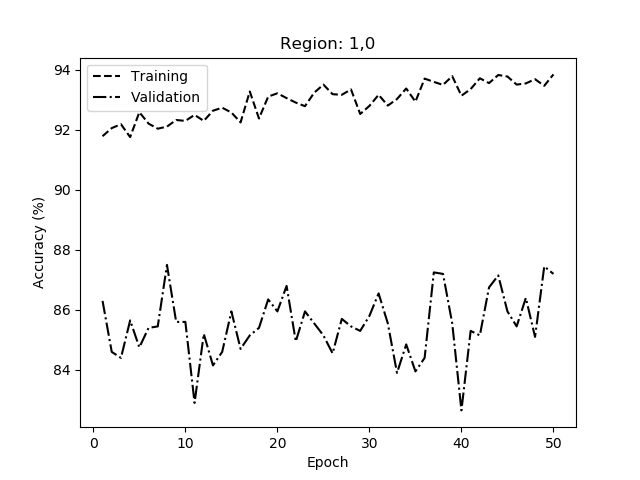 Region: 1,0
Training
Validation
94
92
90
88
86
84
Accuracy (%)
0 10 20 30 40 50
Epoch